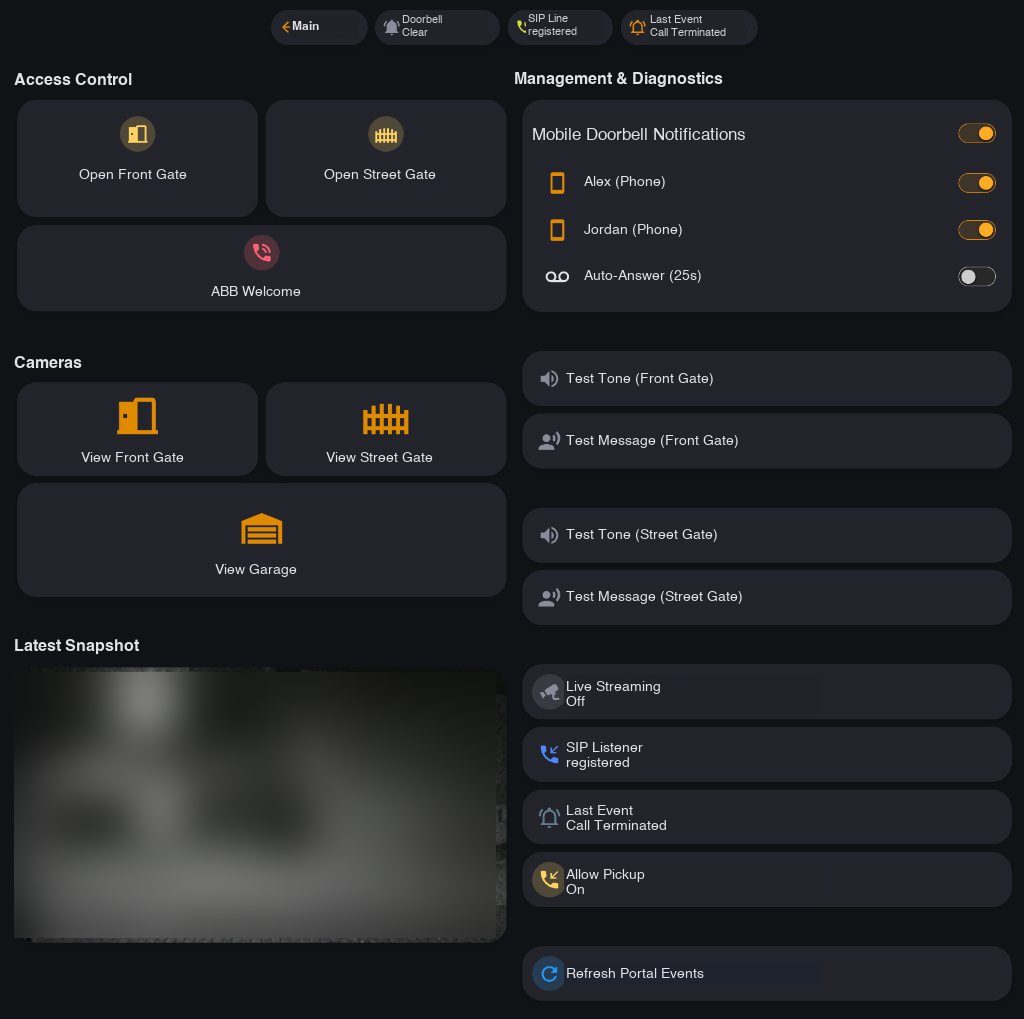 Main
Doorbell
Clear
SIP Line
registered
Last Event
Call Terminated
Access Control
Open Front Gate
Open Street Gate
ABB Welcome
Cameras
View Front Gate
View Street Gate
View Garage
Latest Snapshot
Management & Diagnostics
Mobile Doorbell Notifications
Alex (Phone)
Jordan (Phone)
Auto-Answer (25s)
Test Tone (Front Gate)
Test Message (Front Gate)
Test Tone (Street Gate)
Test Message (Street Gate)
Live Streaming
Off
SIP Listener
registered
Last Event
Call Terminated
Allow Pickup
On
Refresh Portal Events